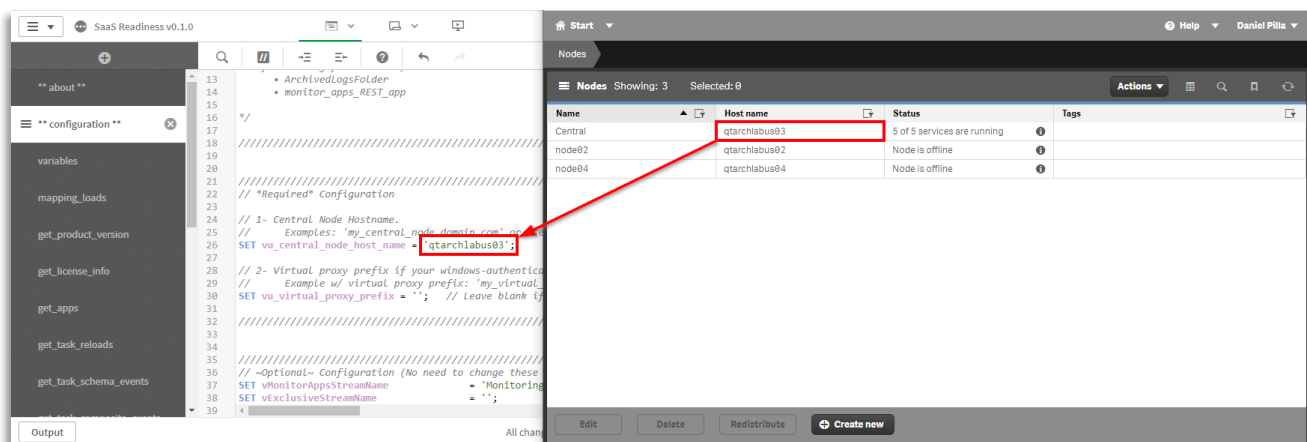 SaaS Readiness v0.1.0
** about **
** configuration **
variables
mapping_loads
get_product_version
get_license_info
get_apps
get_task_reloads
get_task_schema_events
Output
13 • ArchivedLogsFolder
14 • monitor_apps_REST_app
15
16 */
17
18 ////////////////////////////////////////////////////
19
20
21 ////////////////////////////////////////////////////
22 // *Required* Configuration
23
24 // 1- Central Node Hostname.
25 // Examples: 'my_central_node.domain.com' or
26 SET vu_central_node_host_name = 'qtarchlabus03';
27
28 // 2- Virtual proxy prefix if your windows-authentica
29 // Example w/ virtual proxy prefix: 'my_virtual_
30 SET vu_virtual_proxy_prefix = ''; // Leave blank if
31
32 ////////////////////////////////////////////////////
33
34
35 ////////////////////////////////////////////////////
36 // ~Optional~ Configuration (No need to change these
37 SET vMonitorAppsStreamName = 'Monitoring
38 SET vExclusiveStreamName = '';
39
All chang
Start
Help
Daniel Pilla
Nodes
Nodes Showing: 3 Selected: 0
Actions
Name Host name Status Tags
Central qtarchlabus03 5 of 5 services are running
node02 qtarchlabus02 Node is offline
node04 qtarchlabus04 Node is offline
Edit Delete Redistribute Create new